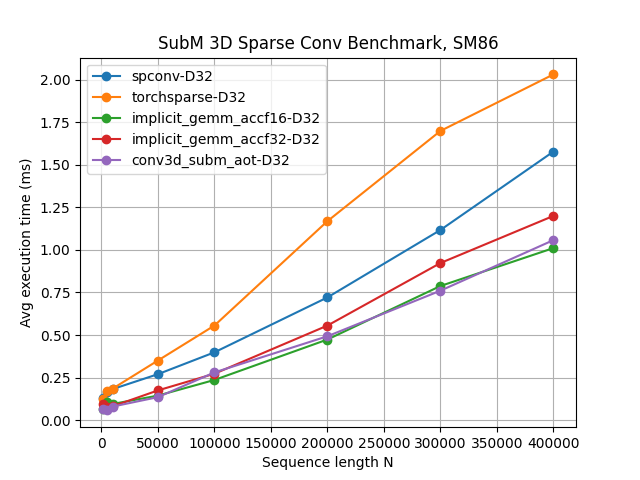 SubM 3D Sparse Conv Benchmark, SM86
spconv-D32
torchsparse-D32
implicit_gemm_accf16-D32
implicit_gemm_accf32-D32
conv3d_subm_aot-D32
Avg execution time (ms)
2.00
1.75
1.50
1.25
1.00
0.75
0.50
0.25
0.00
0 50000 100000 150000 200000 250000 300000 350000 400000
Sequence length N